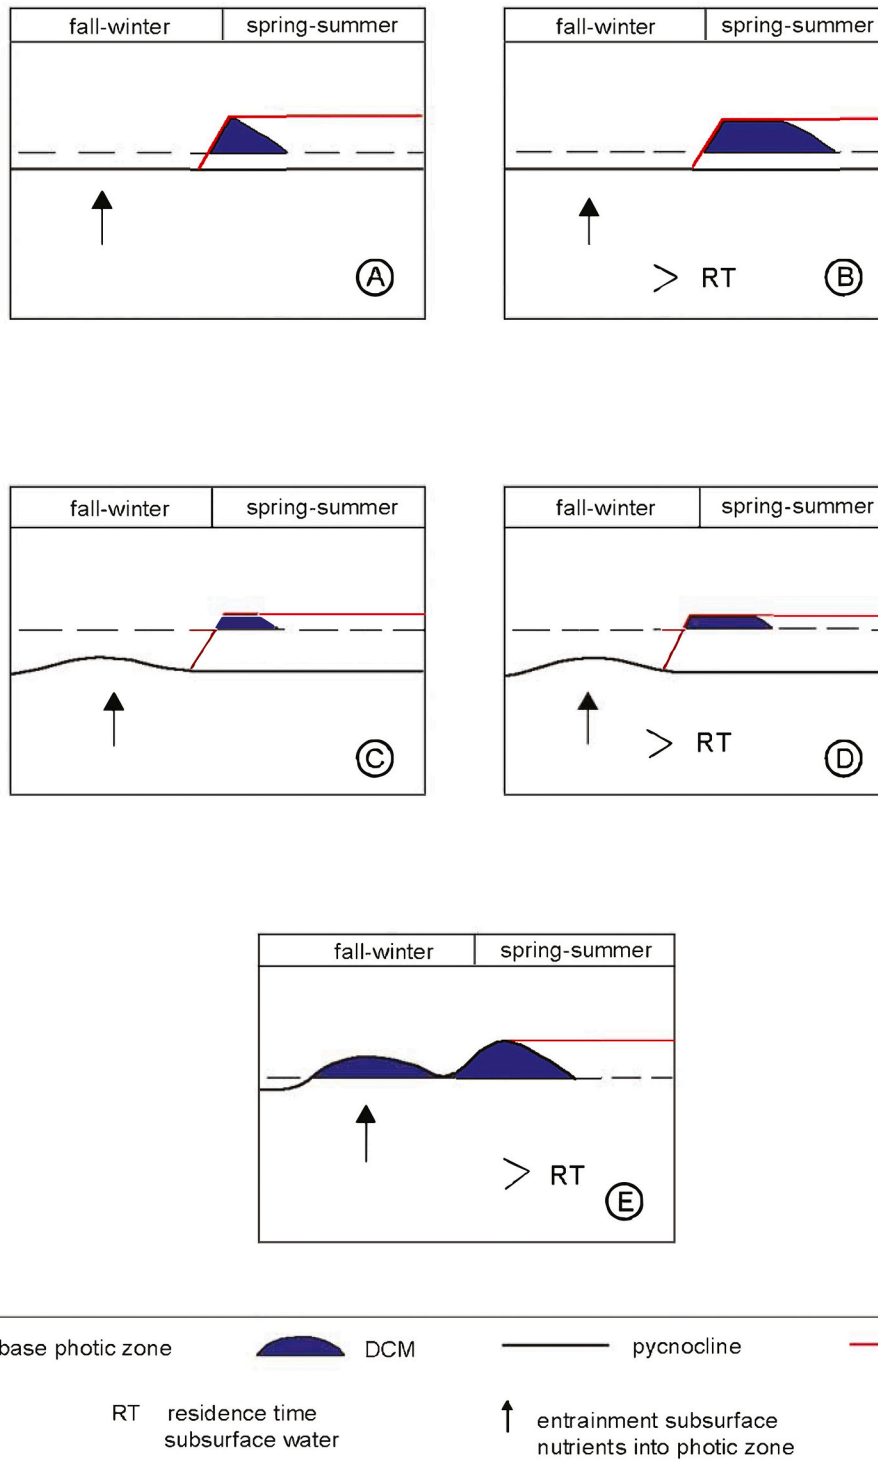 fall-winter spring-summer
fall-winter spring-summer
A
> RT B
fall-winter spring-summer
fall-winter spring-summer
C
> RT D
fall-winter spring-summer
> RT
E
base photic zone DCM pycnocline
RT residence time
subsurface water
entrainment subsurface
nutrients into photic zone